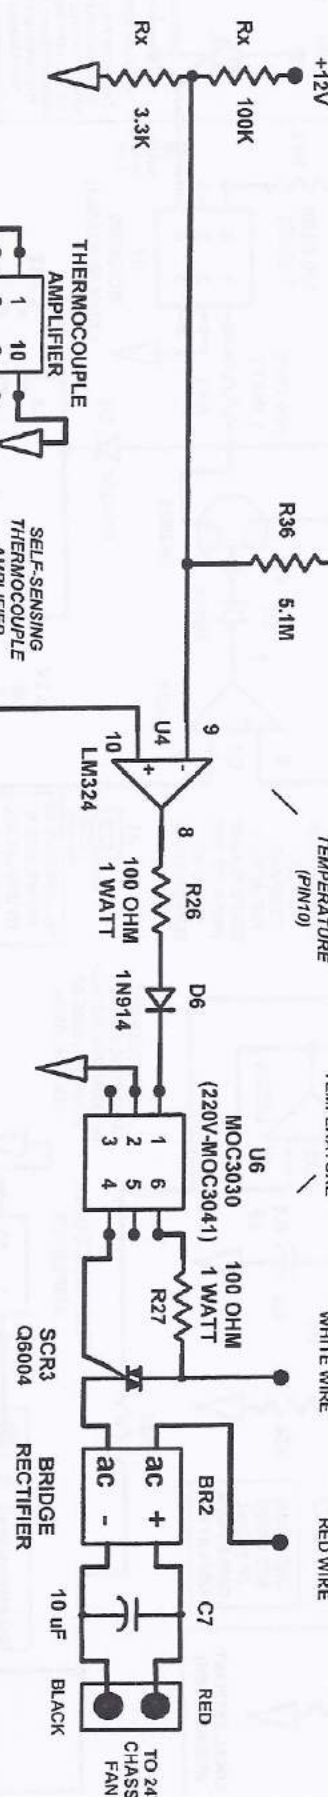 +12V
Rx
100K
Rx
3.3K
THERMOCOUPLE
AMPLIFIER
1
10
SELF-SENSING
THERMOCOUPLE
R36
5.1M
9
-
U4
+
10
LM324
8
TEMPERATURE
(PIN10)
R26
100 OHM
1 WATT
D6
1N914
U6
MOC3030
(220V-MOC3041)
1 6
2 5
3 4
100 OHM
1 WATT
R27
WHITE WIRE
SCR3
Q6004
RED WIRE
BR2
ac +
ac -
BRIDGE
RECTIFIER
C7
10 uF
RED
BLACK
TO 24
CHASS
FAN